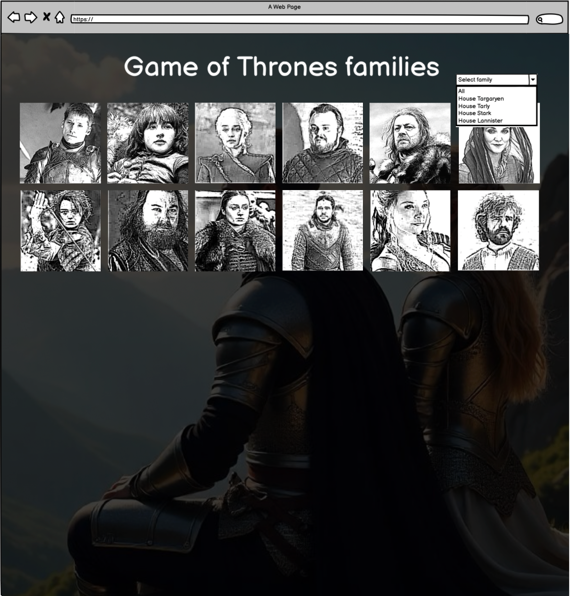 A Web Page
https://
Game of Thrones families
Select family
All
House Targaryen
House Tarly
House Stark
House Lannister